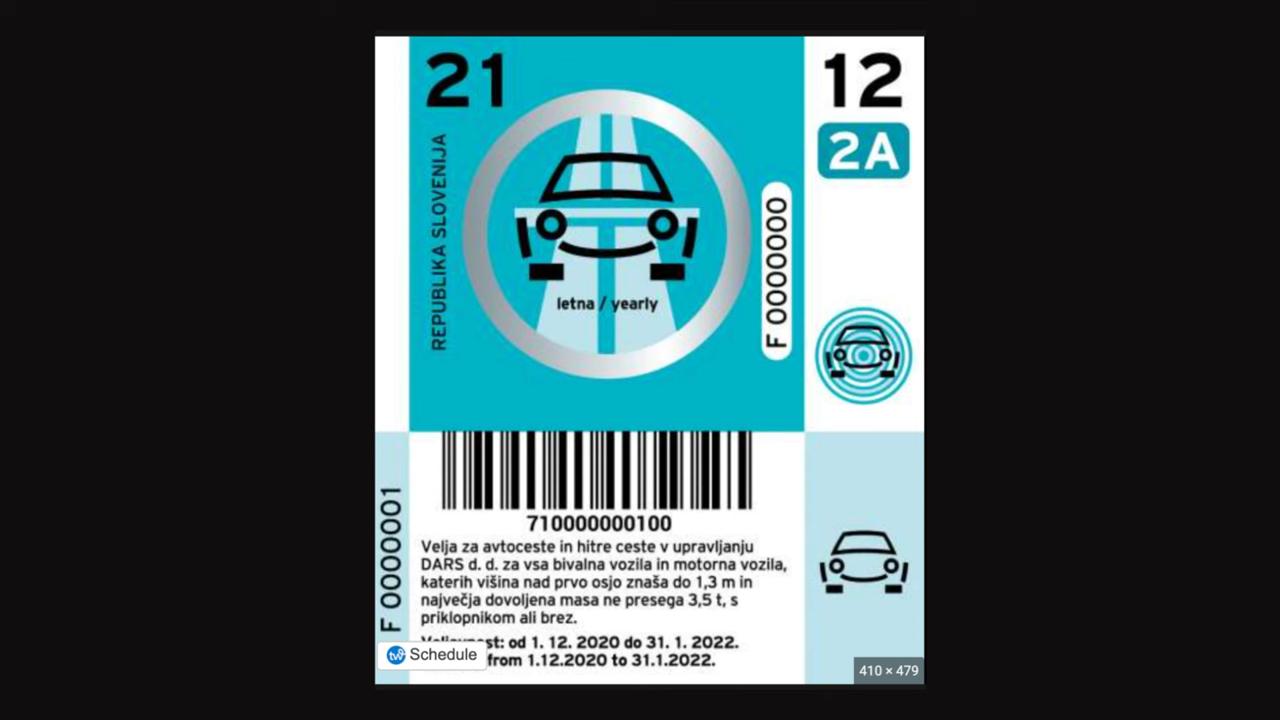 21
12
2A
REPUBLIKA SLOVENIJA
letna / yearly
F 0000000
F 0000001
710000000100
Velja za avtoceste in hitre ceste v upravljanju
DARS d. d. za vsa bivalna vozila in motorna vozila,
katerih višina nad prvo osjo znaša do 1,3 m in
največja dovoljena masa ne presega 3,5 t, s
priklopnikom ali brez.
od 1. 12. 2020 do 31. 1. 2022.
from 1.12.2020 to 31.1.2022.
tw Schedule
410 × 479